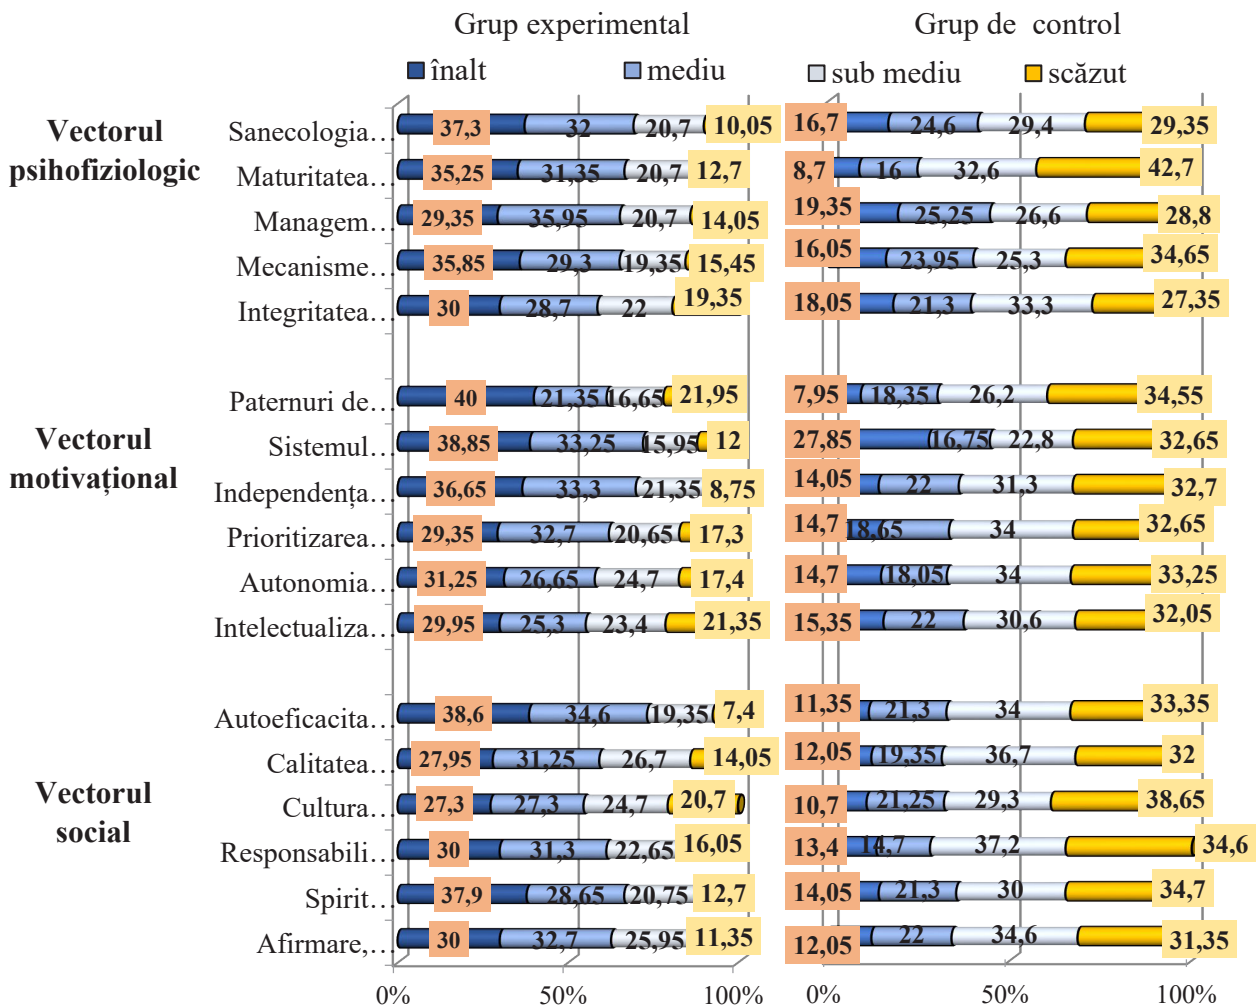 Grup experimental Grup de control
înalt mediu sub mediu scăzut
Vectorul psihofiziologic
Sanecologia… 37,3 32 20,7 10,05 16,7 24,6 29,4 29,35
Maturitatea… 35,25 31,35 20,7 12,7 8,7 16 32,6 42,7
Managem 29,35 35,95 20,7 14,05 19,35 25,25 26,6 28,8
Mecanisme… 35,85 29,3 19,35 15,45 16,05 23,95 25,3 34,65
Integritatea… 30 28,7 22 19,35 18,05 21,3 33,3 27,35
Vectorul motivațional
Paternuri de… 40 21,35 16,65 21,95 7,95 18,35 26,2 34,55
Sistemul 38,85 33,25 15,95 12 27,85 16,75 22,8 32,65
Independența 36,65 33,3 21,35 8,75 14,05 22 31,3 32,7
Prioritizarea… 29,35 32,7 20,65 17,3 14,7 18,65 34 32,65
Autonomia… 31,25 26,65 24,7 17,4 14,7 18,05 34 33,25
Intelectualiza… 29,95 25,3 23,4 21,35 15,35 22 30,6 32,05
Vectorul social
Autoeficacita… 38,6 34,6 19,35 7,4 11,35 21,3 34 33,35
Calitatea… 27,95 31,25 26,7 14,05 12,05 19,35 36,7 32
Cultura… 27,3 27,3 24,7 20,7 10,7 21,25 29,3 38,65
Responsabili… 30 31,3 22,65 16,05 13,4 14,7 37,2 34,6
Spirit… 37,9 28,65 20,75 12,7 14,05 21,3 30 34,7
Afirmare,… 30 32,7 25,95 11,35 12,05 22 34,6 31,35
0% 50% 100% 0% 50% 100%